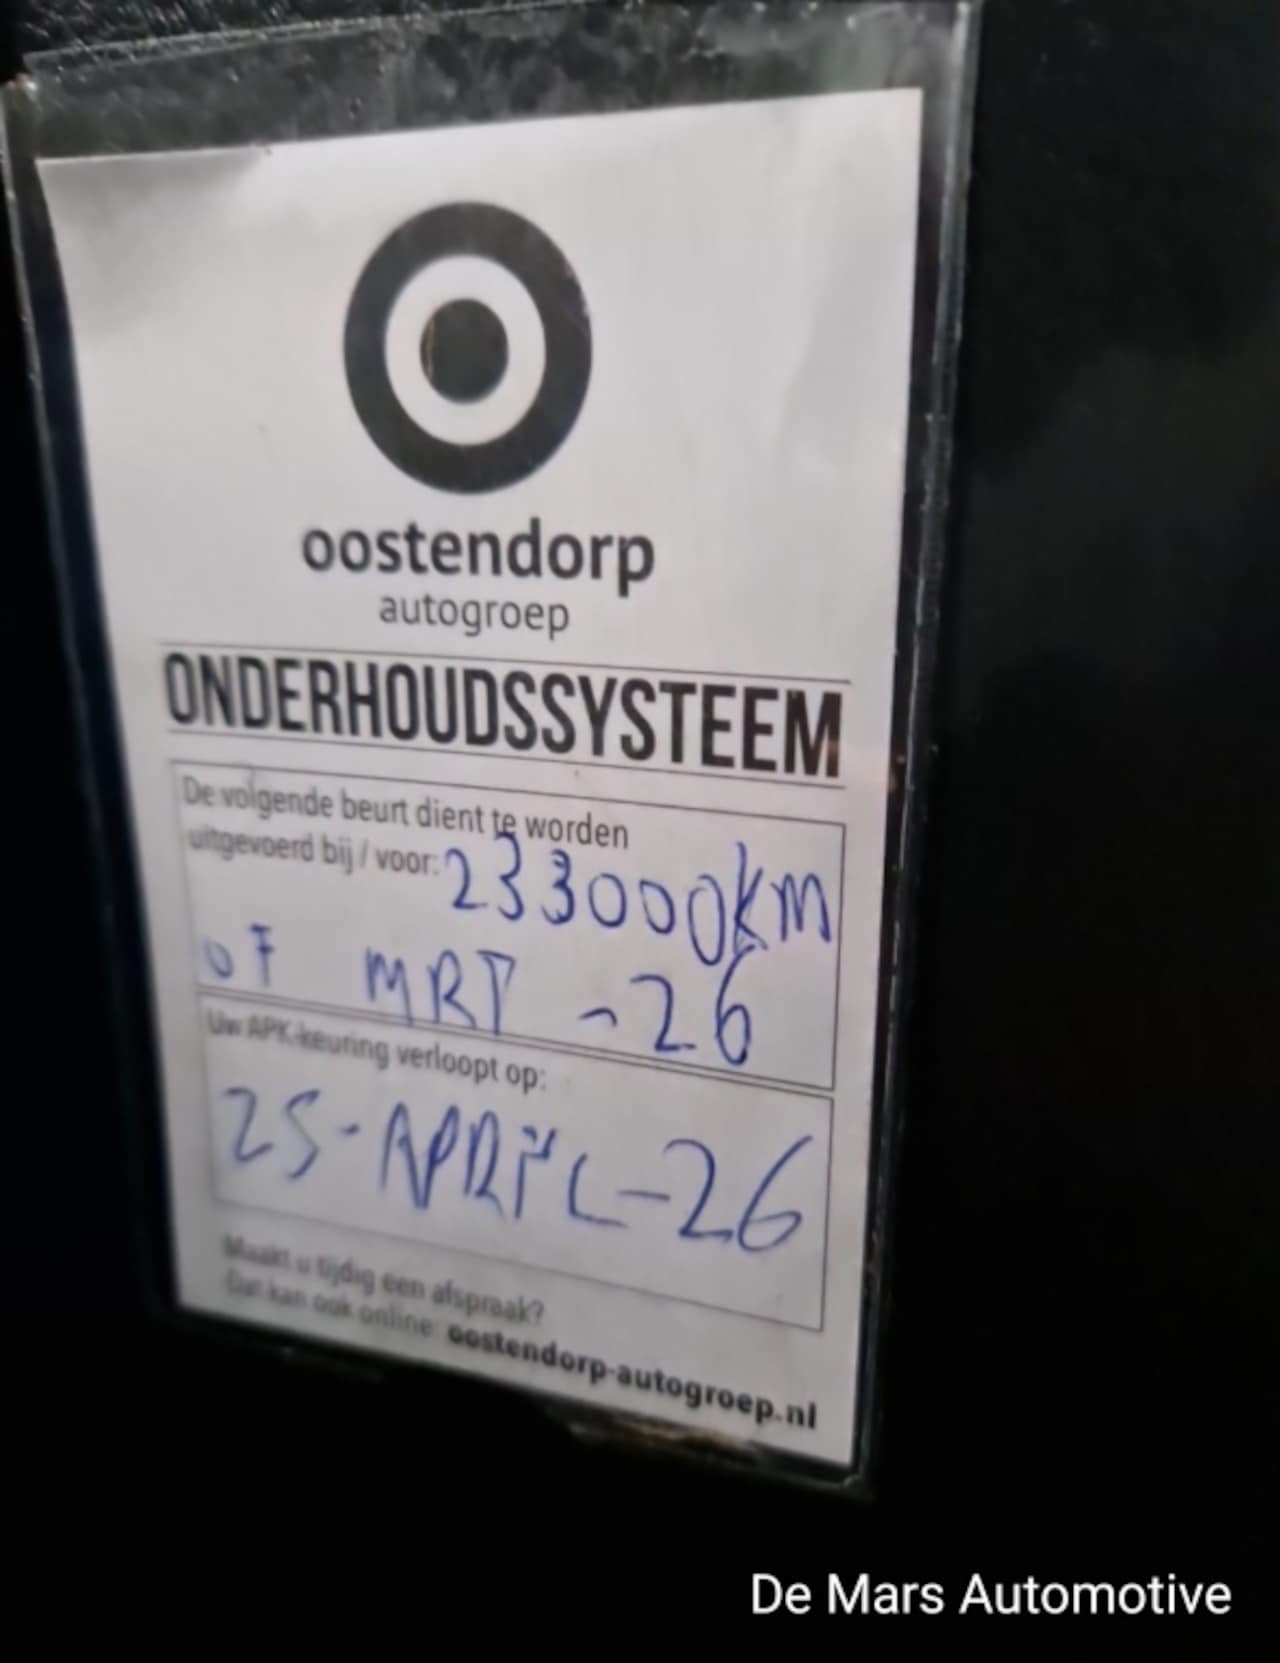 oostendorp
autogroep
ONDERHOUDSSYSTEEM
De volgende beurt dient te worden
uitgevoerd bij / voor: 233000KM
oF MRT -26
Uw APK-keuring verloopt op:
25-APRIL-26
Maakt u tijdig een afspraak?
Dat kan ook online: oostendorp-autogroep.nl
De Mars Automotive